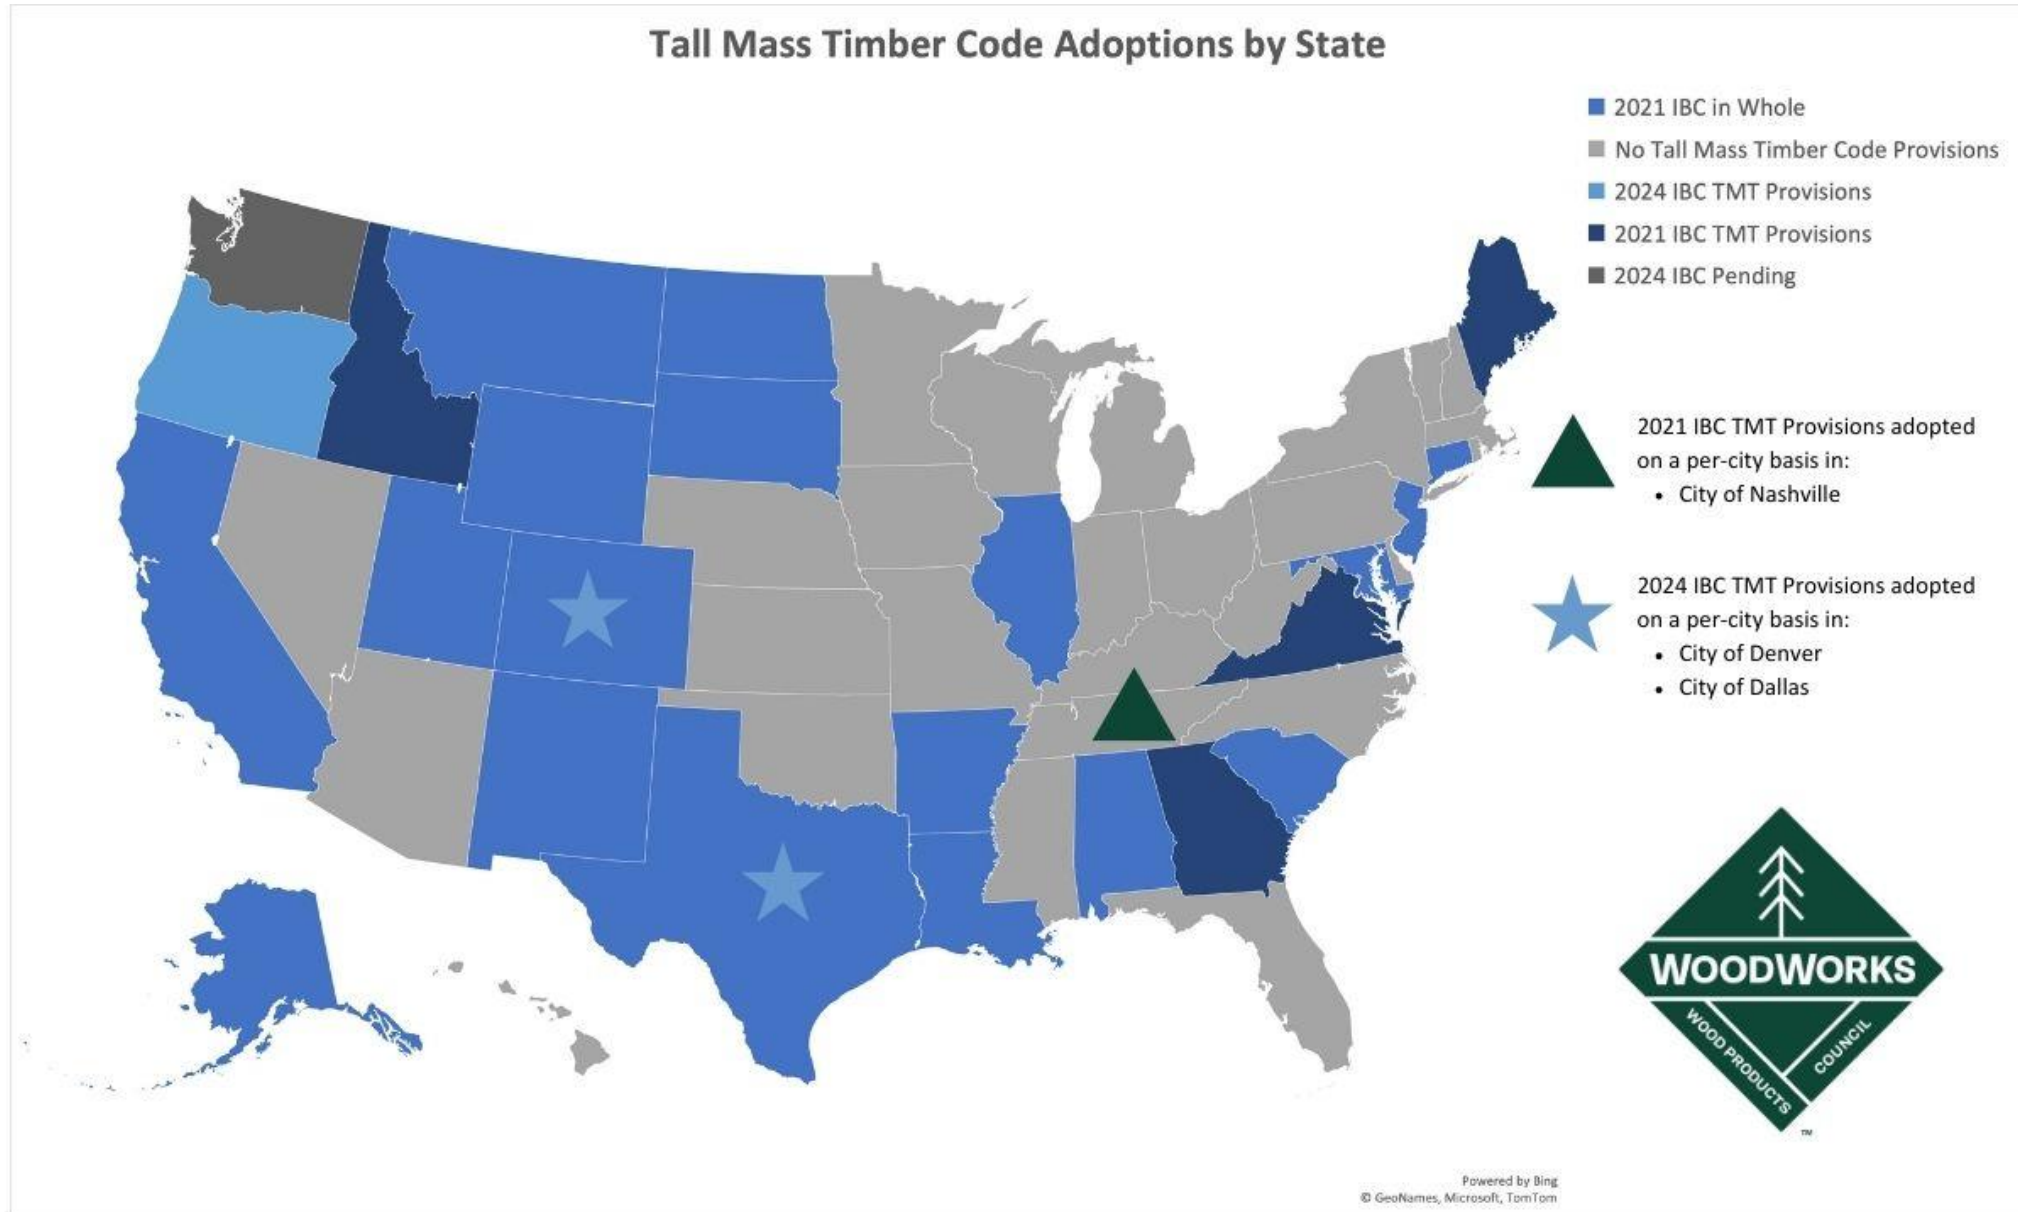 Tall Mass Timber Code Adoptions by State
2021 IBC in Whole
No Tall Mass Timber Code Provisions
2024 IBC TMT Provisions
2021 IBC TMT Provisions
2024 IBC Pending
2021 IBC TMT Provisions adopted
on a per-city basis in:
• City of Nashville
2024 IBC TMT Provisions adopted
on a per-city basis in:
• City of Denver
• City of Dallas
WOODWORKS
WOOD PRODUCTS
COUNCIL
™
Powered by Bing
© GeoNames, Microsoft, TomTom